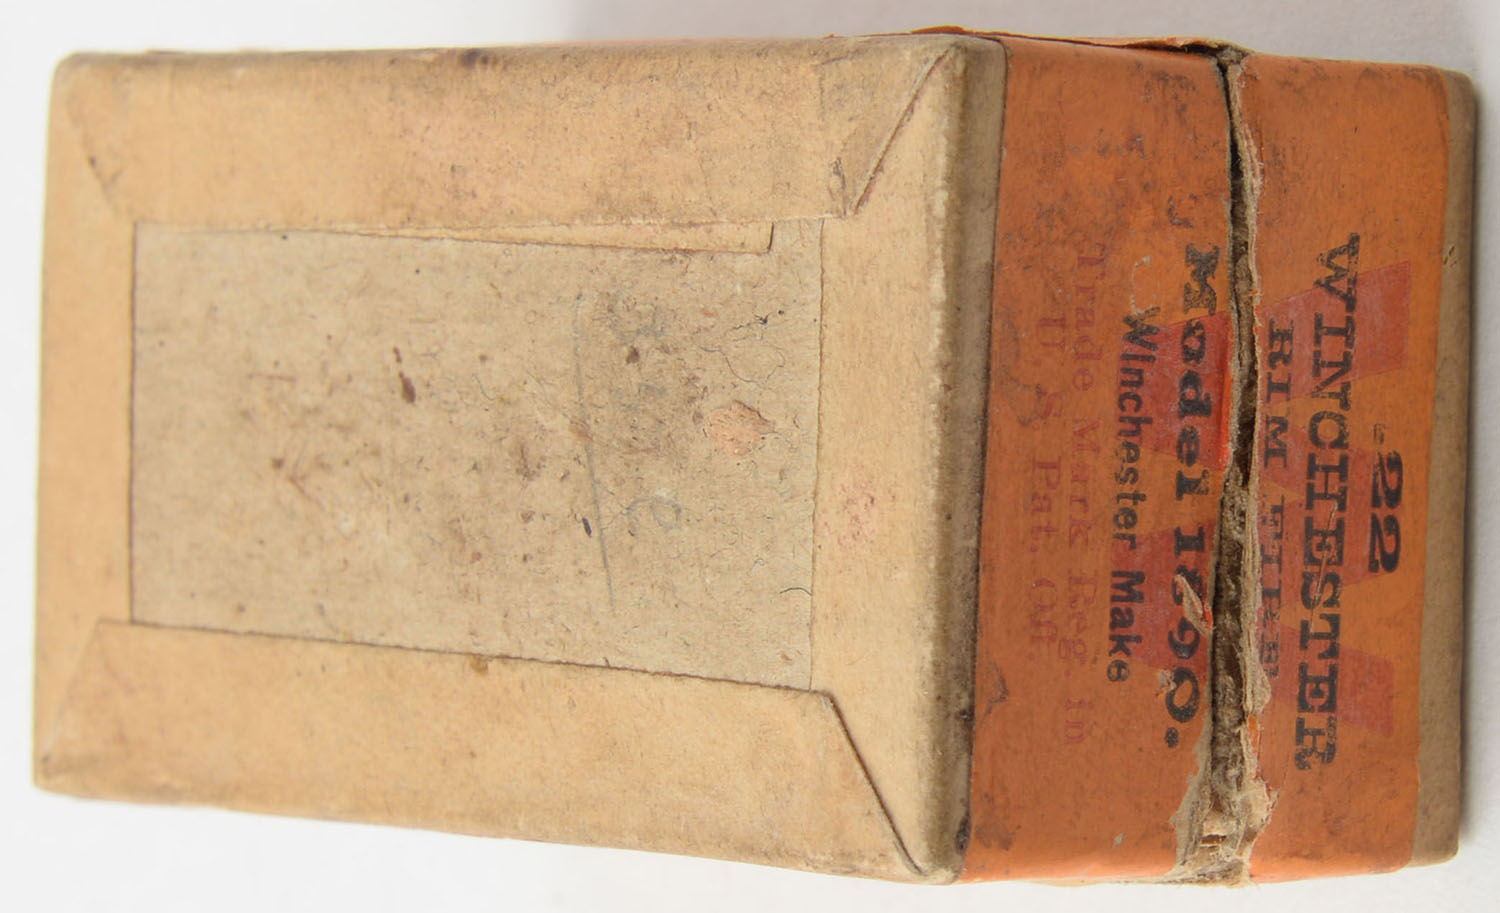 .22
WINCHESTER
RIM FIRE
Model 1890.
Winchester Make
Trade Mark Reg. in
U. S. Pat. Off.